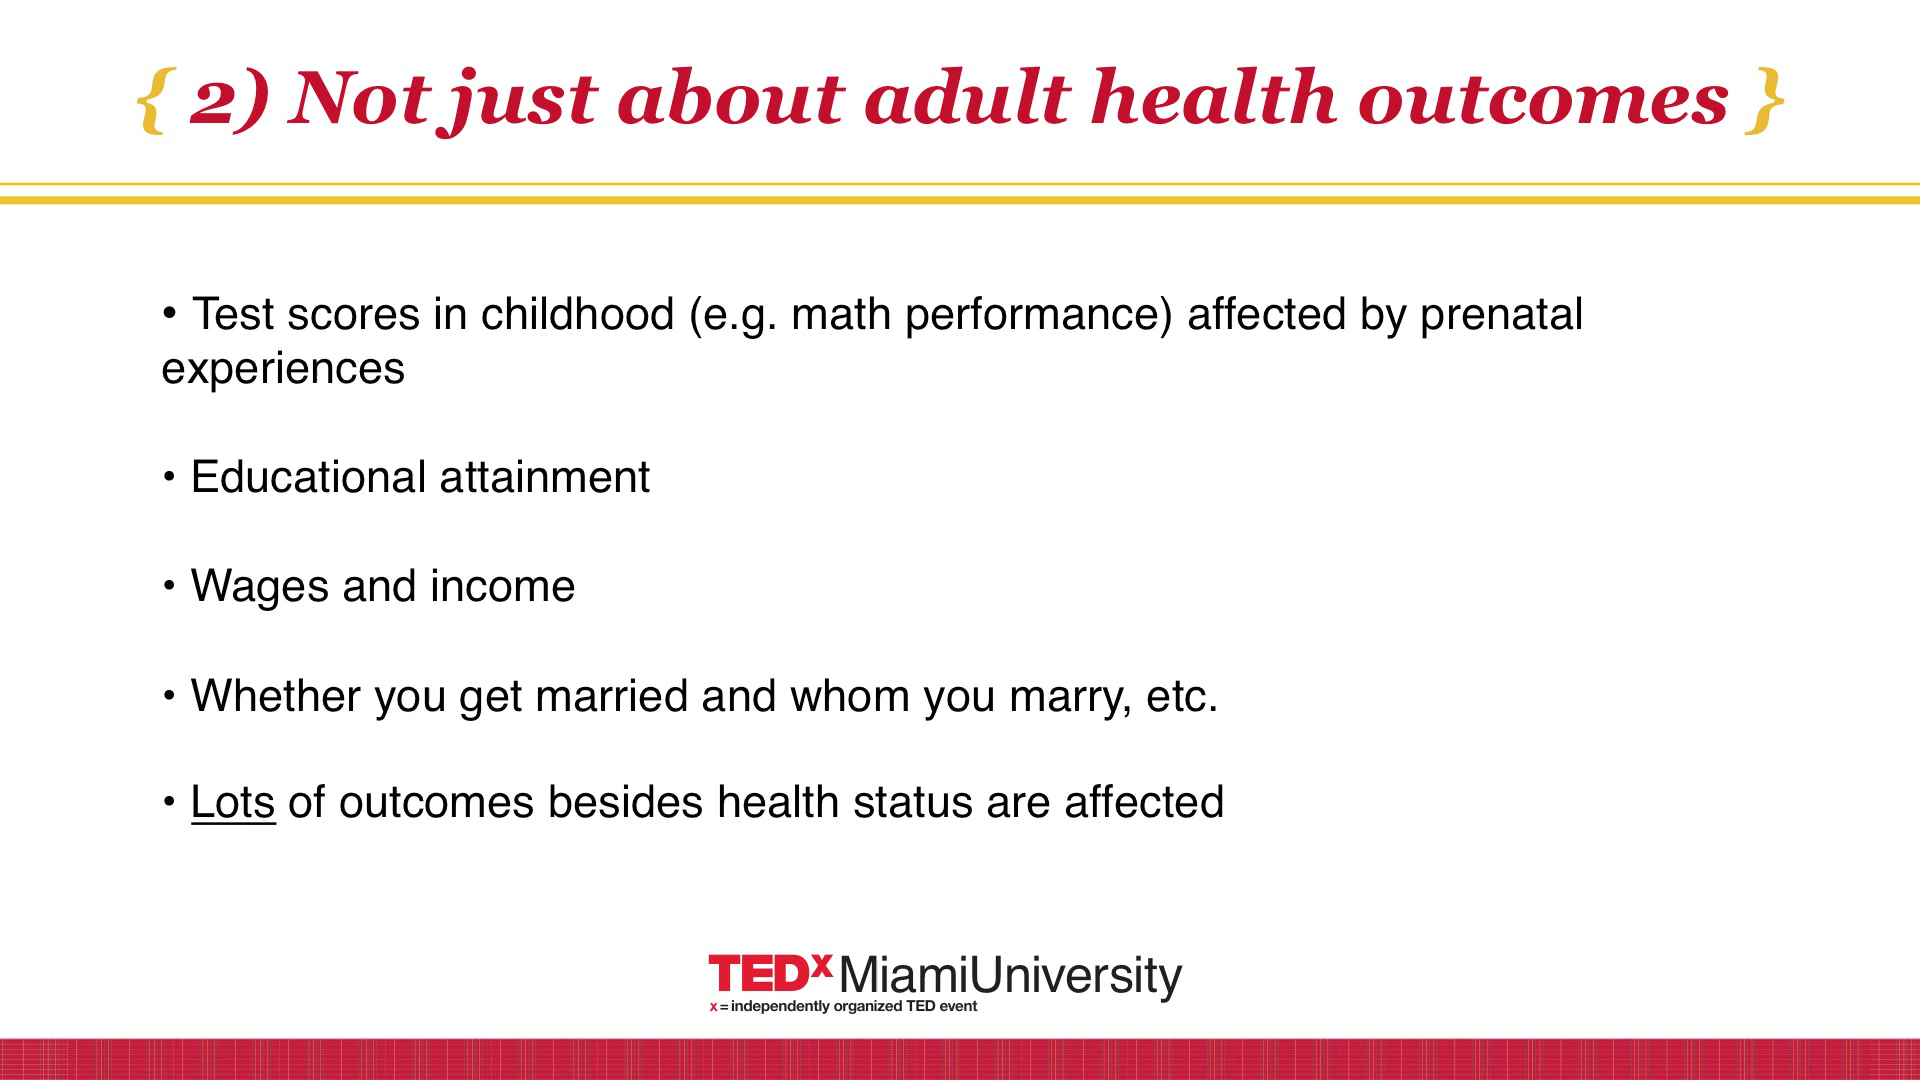 { 2) Not just about adult health outcomes }
• Test scores in childhood (e.g. math performance) affected by prenatal
experiences
• Educational attainment
• Wages and income
• Whether you get married and whom you marry, etc.
• Lots of outcomes besides health status are affected
TEDx MiamiUniversity
x = independently organized TED event